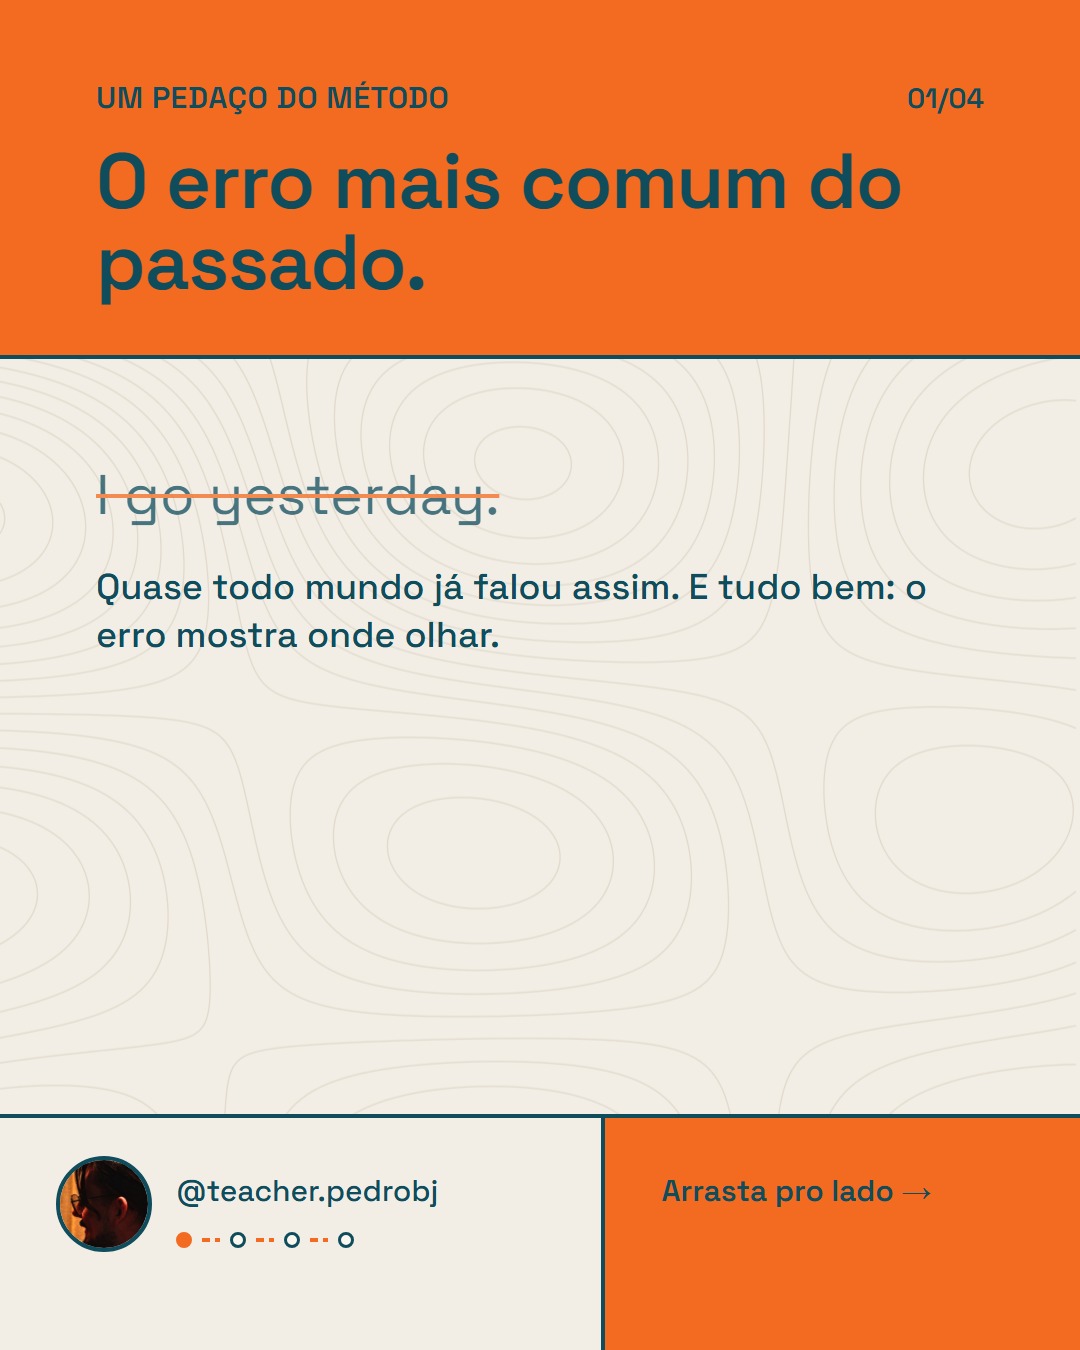 UM PEDAÇO DO MÉTODO
01/04
O erro mais comum do
passado.
I go yesterday.
Quase todo mundo já falou assim. E tudo bem: o
erro mostra onde olhar.
@teacher.pedrobj
Arrasta pro lado →